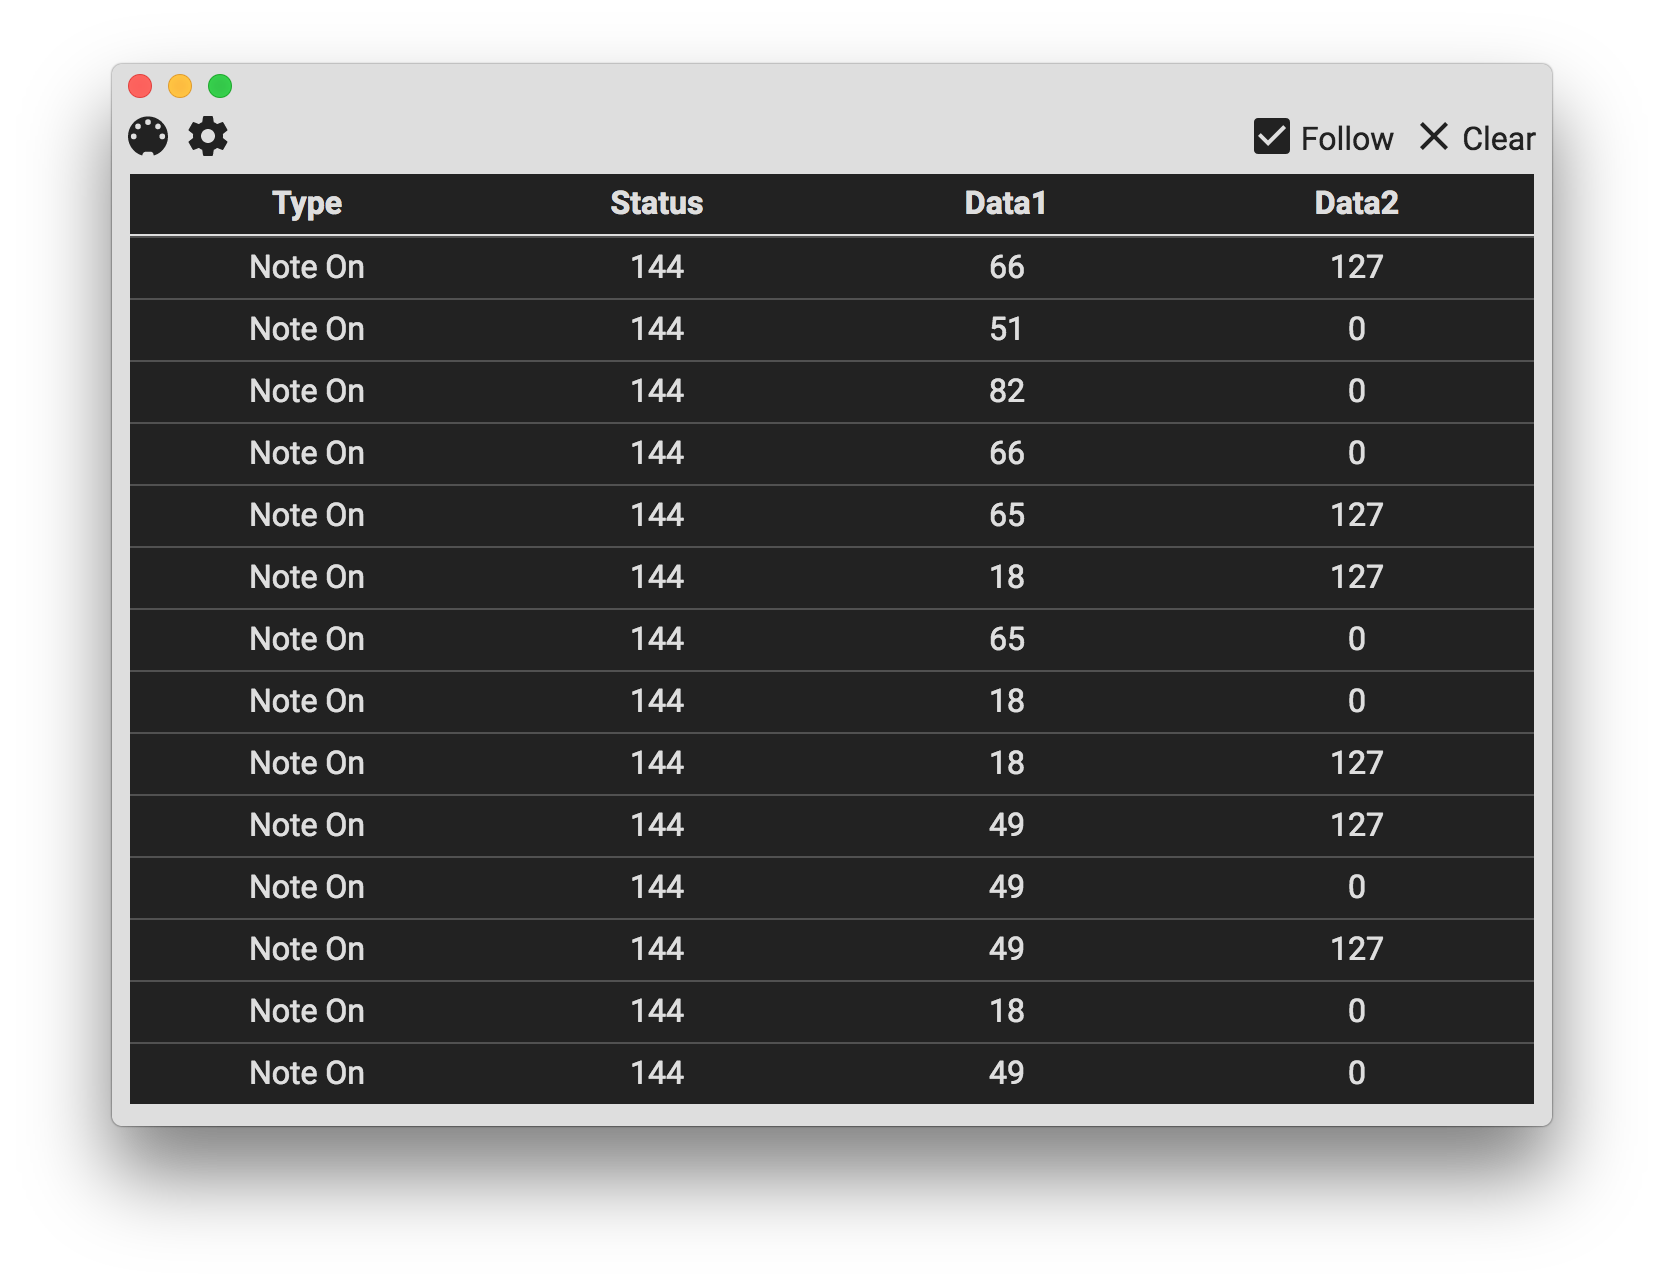 Follow Clear
Type Status Data1 Data2
Note On 144 66 127
Note On 144 51 0
Note On 144 82 0
Note On 144 66 0
Note On 144 65 127
Note On 144 18 127
Note On 144 65 0
Note On 144 18 0
Note On 144 18 127
Note On 144 49 127
Note On 144 49 0
Note On 144 49 127
Note On 144 18 0
Note On 144 49 0